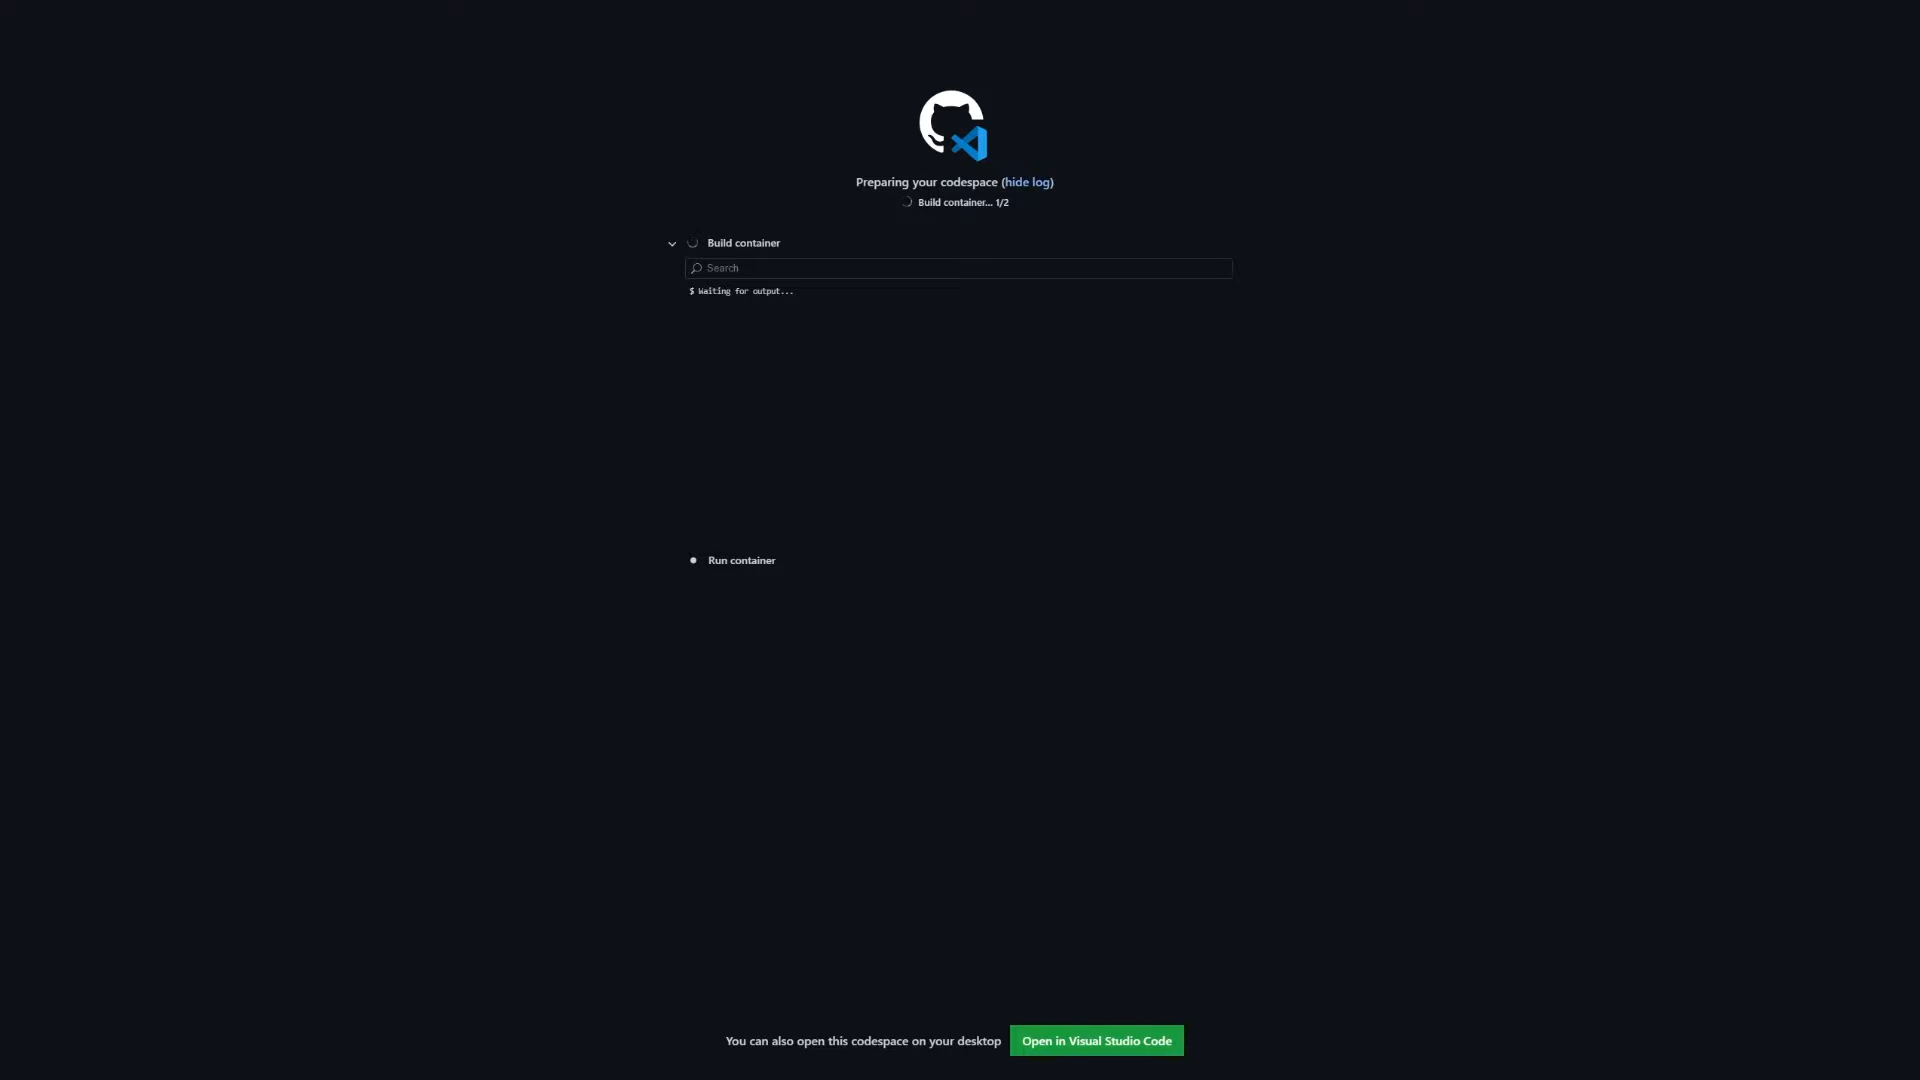 Preparing your codespace (hide log)
Build container... 1/2
Build container
Search
$ Waiting for output...
Run container
You can also open this codespace on your desktop
Open in Visual Studio Code